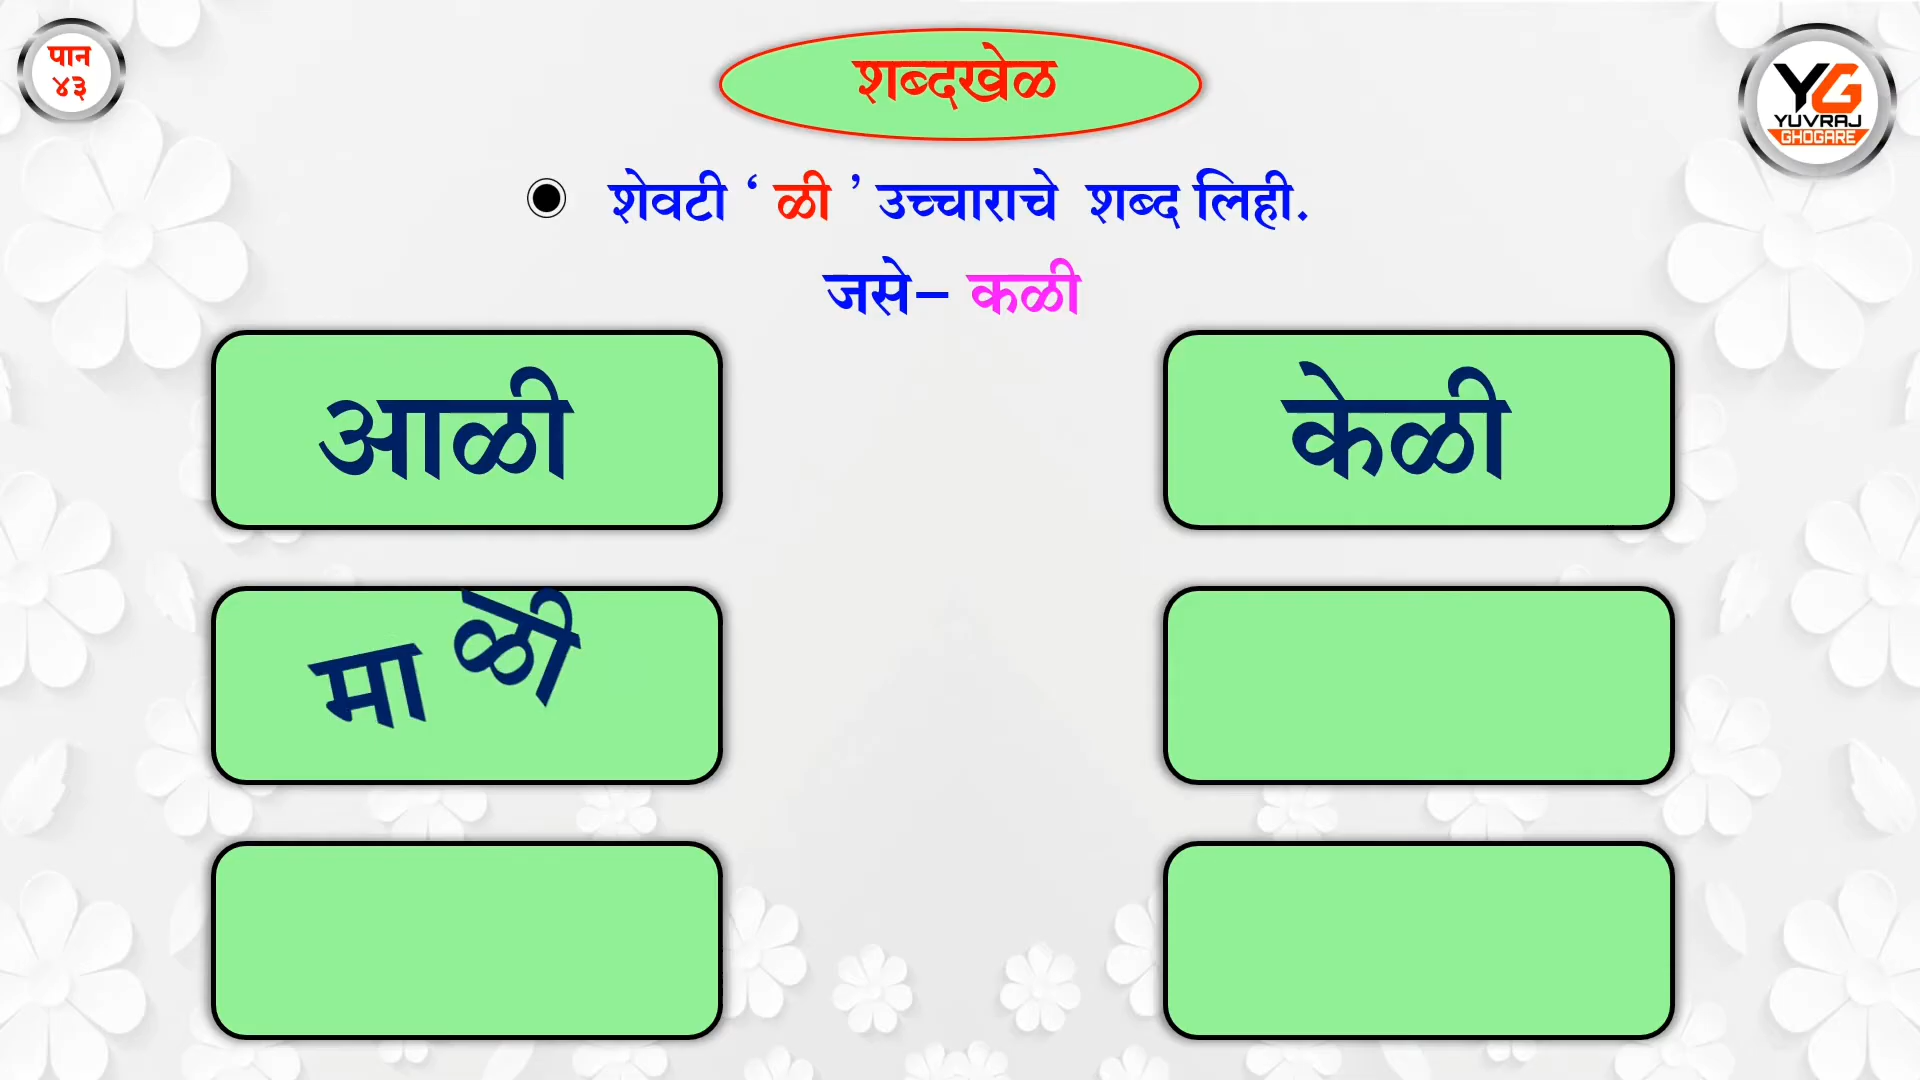 पान
४३
शब्दखेळ
YG
YUVRAJ
GHOGARE
शेवटी ‘ ळी ’ उच्चाराचे शब्द लिही.
जसे– कळी
आळी
केळी
माळी